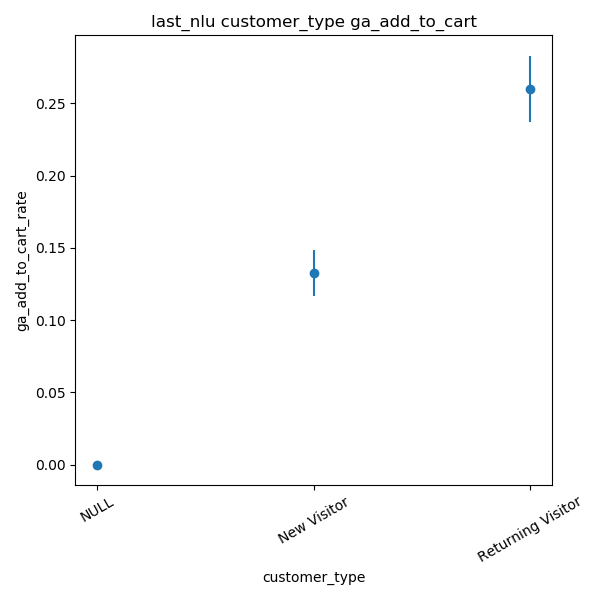 last_nlu customer_type ga_add_to_cart
ga_add_to_cart_rate
0.25
0.20
0.15
0.10
0.05
0.00
NULL
New Visitor
Returning Visitor
customer_type